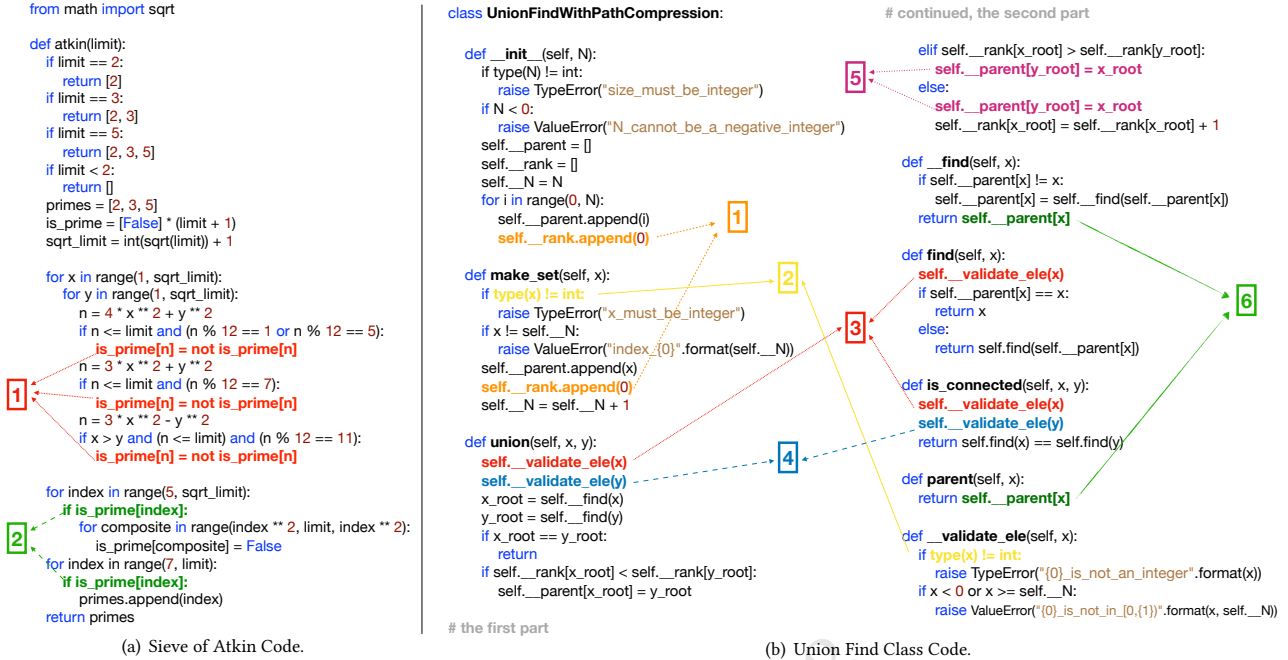 from math import sqrt
def atkin(limit):
if limit == 2:
return [2]
if limit == 3:
return [2, 3]
if limit == 5:
return [2, 3, 5]
if limit < 2:
return []
primes = [2, 3, 5]
is_prime = [False] * (limit + 1)
sqrt_limit = int(sqrt(limit)) + 1
for x in range(1, sqrt_limit):
for y in range(1, sqrt_limit):
n = 4 * x ** 2 + y ** 2
if n <= limit and (n % 12 == 1 or n % 12 == 5):
is_prime[n] = not is_prime[n]
n = 3 * x ** 2 + y ** 2
if n <= limit and (n % 12 == 7):
is_prime[n] = not is_prime[n]
n = 3 * x ** 2 - y ** 2
if x > y and (n <= limit) and (n % 12 == 11):
is_prime[n] = not is_prime[n]
1
for index in range(5, sqrt_limit):
if is_prime[index]:
for composite in range(index ** 2, limit, index ** 2):
is_prime[composite] = False
for index in range(7, limit):
if is_prime[index]:
primes.append(index)
return primes
2
(a) Sieve of Atkin Code.
class UnionFindWithPathCompression:
def __init__(self, N):
if type(N) != int:
raise TypeError("size_must_be_integer")
if N < 0:
raise ValueError("N_cannot_be_a_negative_integer")
self.__parent = []
self.__rank = []
self.__N = N
for i in range(0, N):
self.__parent.append(i)
self.__rank.append(0)
1
def make_set(self, x):
if type(x) != int:
2
raise TypeError("x_must_be_integer")
if x != self.__N:
raise ValueError("index_{0}".format(self.__N))
self.__parent.append(x)
self.__rank.append(0)
self.__N = self.__N + 1
def union(self, x, y):
self.__validate_ele(x)
self.__validate_ele(y)
4
x_root = self.__find(x)
y_root = self.__find(y)
if x_root == y_root:
return
if self.__rank[x_root] < self.__rank[y_root]:
self.__parent[x_root] = y_root
# the first part
# continued, the second part
elif self.__rank[x_root] > self.__rank[y_root]:
self.__parent[y_root] = x_root
5
else:
self.__parent[y_root] = x_root
self.__rank[x_root] = self.__rank[x_root] + 1
def __find(self, x):
if self.__parent[x] != x:
self.__parent[x] = self.__find(self.__parent[x])
return self.__parent[x]
def find(self, x):
self.__validate_ele(x)
if self.__parent[x] == x:
return x
6
3
else:
return self.find(self.__parent[x])
def is_connected(self, x, y):
self.__validate_ele(x)
self.__validate_ele(y)
return self.find(x) == self.find(y)
def parent(self, x):
return self.__parent[x]
def __validate_ele(self, x):
if type(x) != int:
raise TypeError("{0}_is_not_an_integer".format(x))
if x < 0 or x >= self.__N:
raise ValueError("{0}_is_not_in_[0,{1})".format(x, self.__N))
(b) Union Find Class Code.